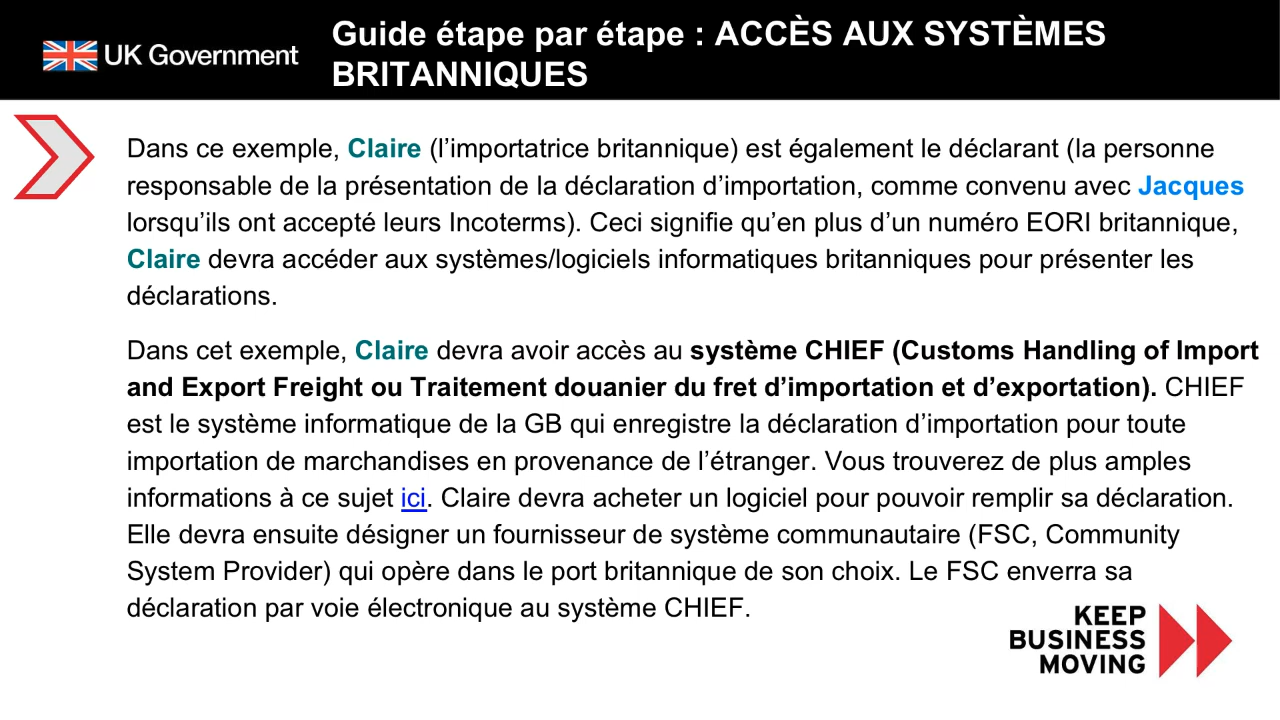 UK Government
Guide étape par étape : ACCÈS AUX SYSTÈMES
BRITANNIQUES
Dans ce exemple, Claire (l’importatrice britannique) est également le déclarant (la personne
responsable de la présentation de la déclaration d’importation, comme convenu avec Jacques
lorsqu’ils ont accepté leurs Incoterms). Ceci signifie qu’en plus d’un numéro EORI britannique,
Claire devra accéder aux systèmes/logiciels informatiques britanniques pour présenter les
déclarations.
Dans cet exemple, Claire devra avoir accès au système CHIEF (Customs Handling of Import
and Export Freight ou Traitement douanier du fret d’importation et d’exportation). CHIEF
est le système informatique de la GB qui enregistre la déclaration d’importation pour toute
importation de marchandises en provenance de l’étranger. Vous trouverez de plus amples
informations à ce sujet ici. Claire devra acheter un logiciel pour pouvoir remplir sa déclaration.
Elle devra ensuite désigner un fournisseur de système communautaire (FSC, Community
System Provider) qui opère dans le port britannique de son choix. Le FSC enverra sa
déclaration par voie électronique au système CHIEF.
KEEP
BUSINESS
MOVING